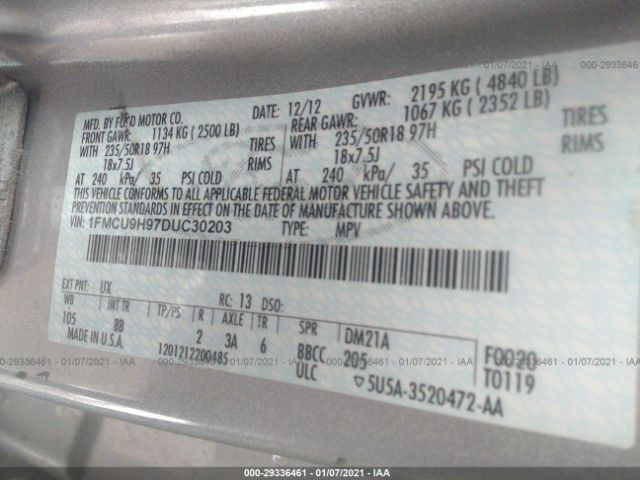 000-29336461 - 01/07/2021 - IAA
MFD. BY FORD MOTOR CO.
DATE: 12/12
GVWR: 2195 KG ( 4840 LB)
FRONT GAWR: 1134 KG ( 2500 LB)
REAR GAWR: 1067 KG ( 2352 LB)
WITH 235/50R18 97H TIRES
WITH 235/50R18 97H TIRES
18x7.5J RIMS
18x7.5J RIMS
AT 240 kPa/ 35 PSI COLD
AT 240 kPa/ 35 PSI COLD
THIS VEHICLE CONFORMS TO ALL APPLICABLE FEDERAL MOTOR VEHICLE SAFETY AND THEFT
PREVENTION STANDARDS IN EFFECT ON THE DATE OF MANUFACTURE SHOWN ABOVE.
VIN: 1FMCU9H97DUC30203
TYPE: MPV
EXT PNT: UX RC: 13 DSO:
WB INT TR TP/PS R AXLE TR SPR
105 BB 2 3A 6 BBCC
DM21A
205
F0020
T0119
MADE IN U.S.A. 1201212200485 ULC
5U5A-3520472-AA
000-29336461 - 01/07/2021 - IAA